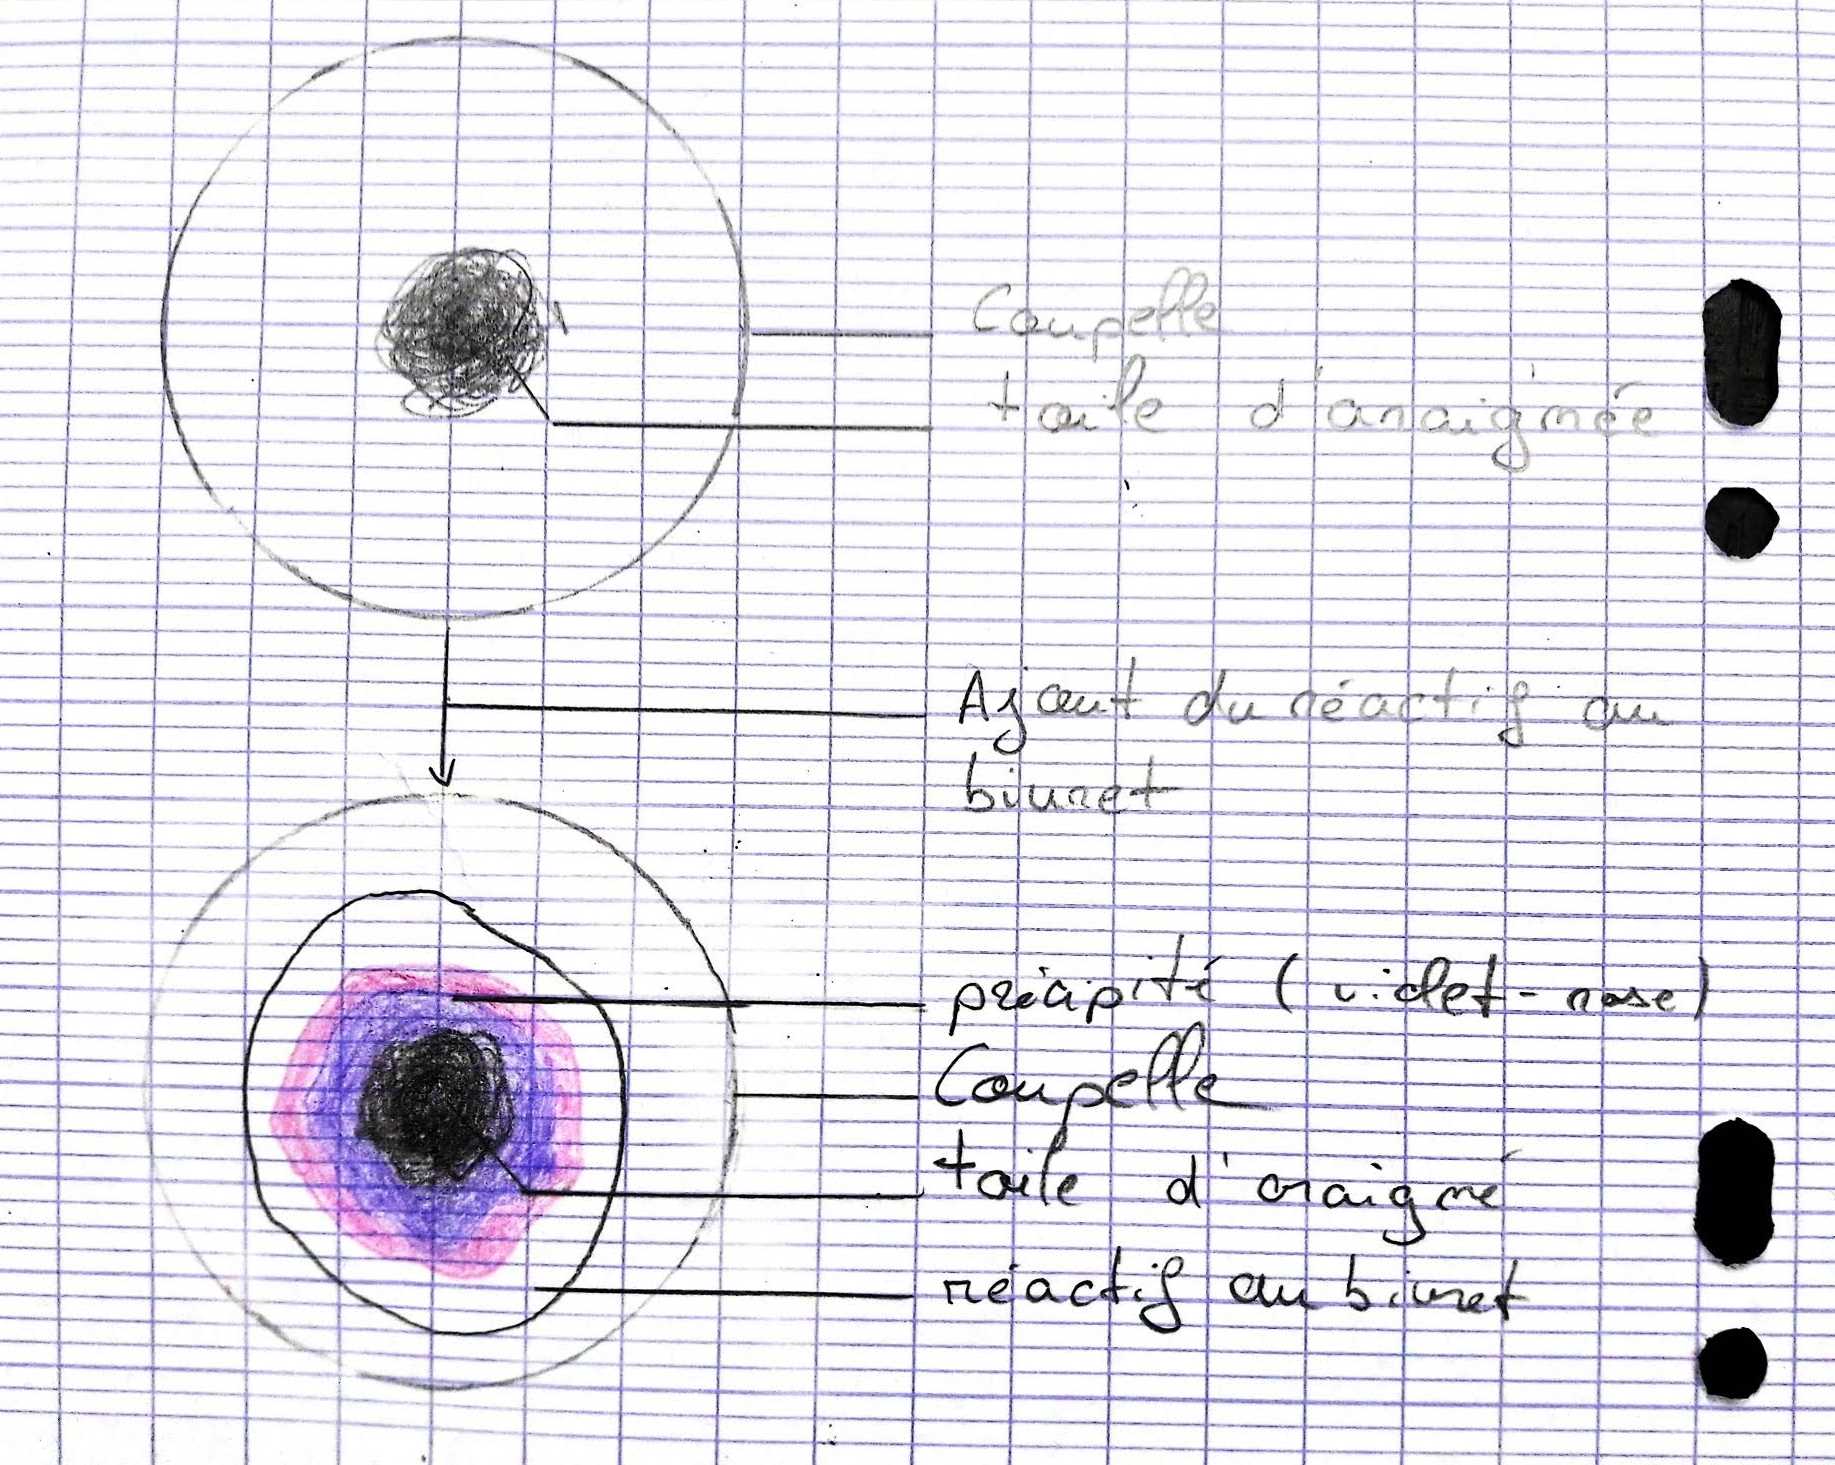 Coupelle
toile d'araignée
Ajout du réactif au
biuret
précipité (violet-rose)
Coupelle
toile d'araigné
réactif au biuret